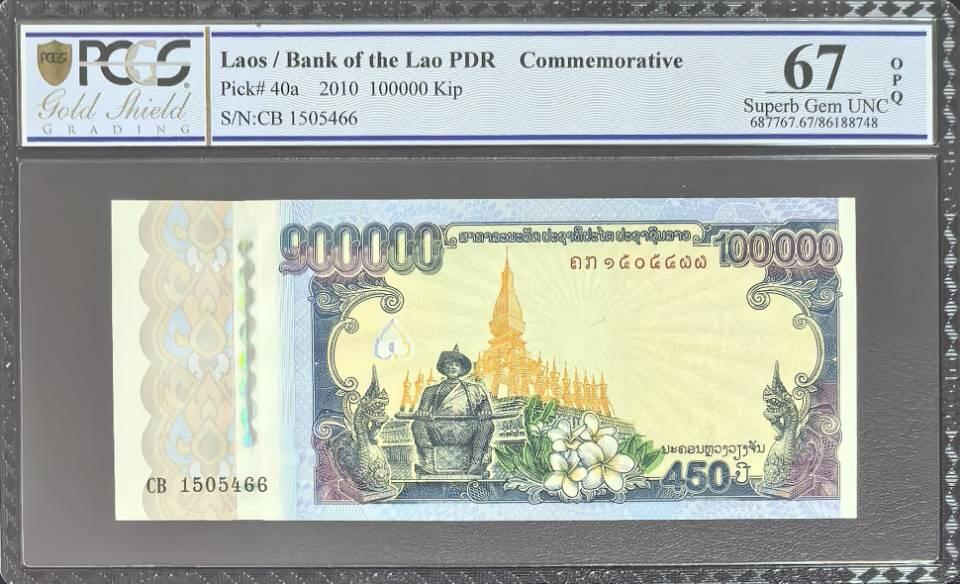 PCGS
PCGS
Gold Shield
GRADING
Laos / Bank of the Lao PDR Commemorative
Pick# 40a 2010 100000 Kip
S/N:CB 1505466
67
OPQ
Superb Gem UNC
687767.67/86188748
໑໐໐໐໐໐
ສາທາລະນະລັດ ປະຊາທິປະໄຕ ປະຊາຊົນລາວ
100000
ຄກ ໑໕໐໕໔໖໖
ນະຄອນຫຼວງວຽງຈັນ
450 ປີ
CB 1505466